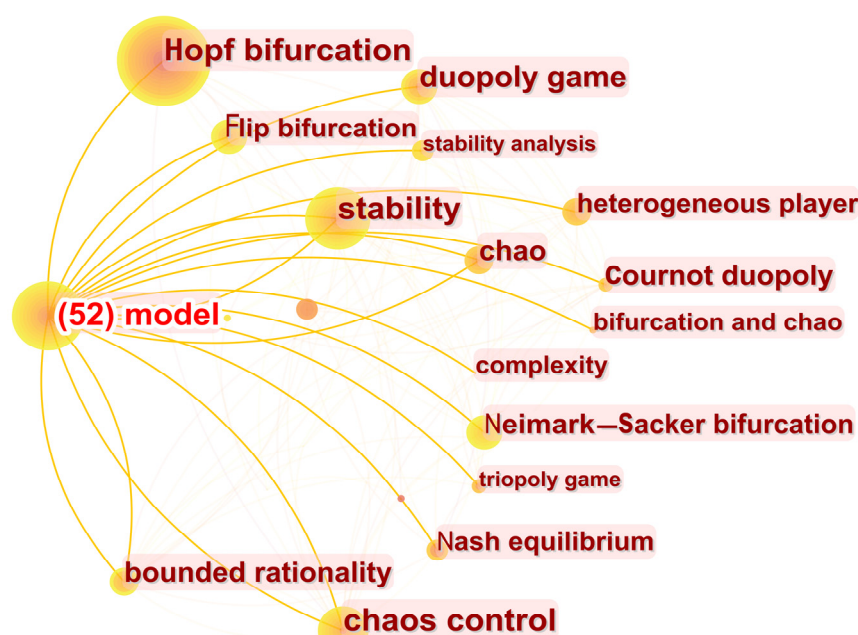 Hopf bifurcation
duopoly game
Flip bifurcation
stability analysis
heterogeneous player
stability
chao
Cournot duopoly
(52) model
bifurcation and chao
complexity
Neimark–Sacker bifurcation
triopoly game
Nash equilibrium
bounded rationality
chaos control